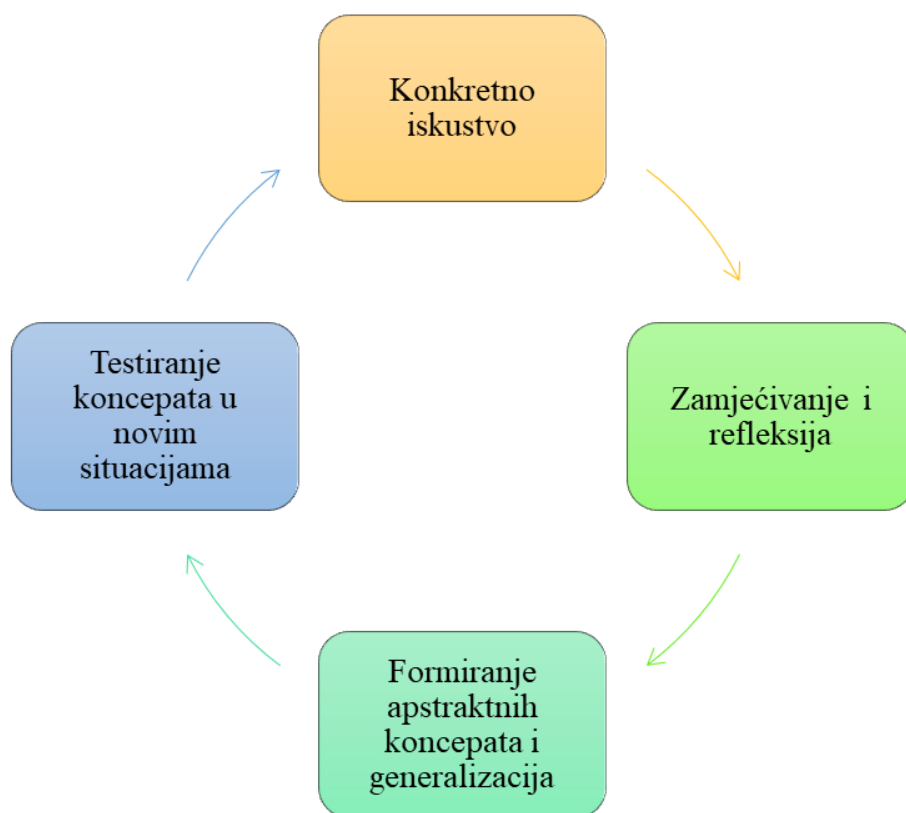 Konkretno
iskustvo
Zamjećivanje i
refleksija
Formiranje
apstraktnih
koncepata i
generalizacija
Testiranje
koncepata u
novim
situacijama